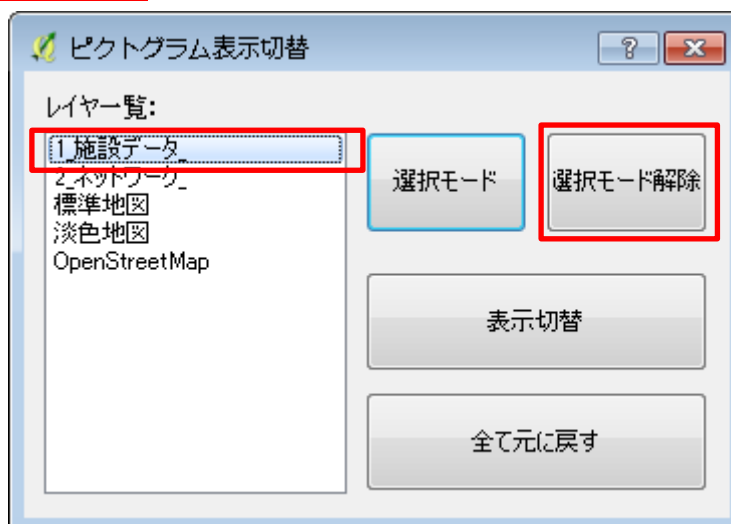 ピクトグラム表示切替
レイヤ一覧:
1_施設データ_
2_ネットワーク_
標準地図
淡色地図
OpenStreetMap
選択モード
選択モード解除
表示切替
全て元に戻す